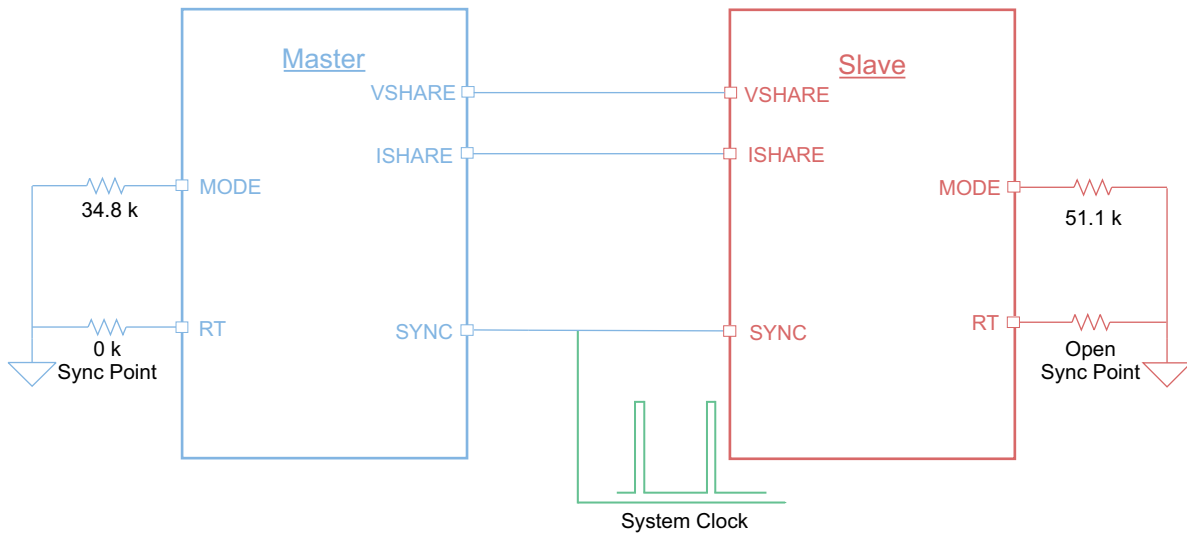 Master
VSHARE
ISHARE
MODE
34.8 k
RT
0 k
Sync Point
SYNC
Slave
VSHARE
ISHARE
MODE
51.1 k
SYNC
RT
Open
Sync Point
System Clock